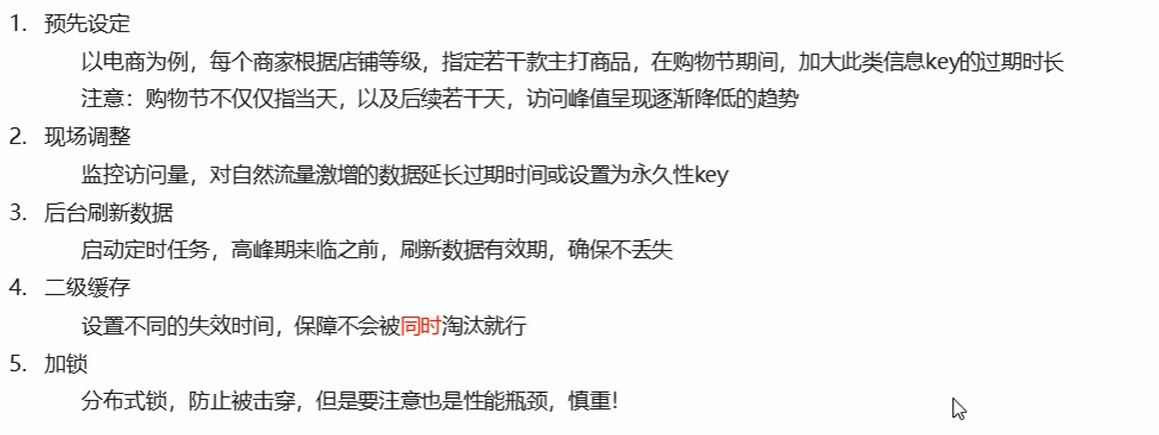 1. 预先设定
以电商为例，每个商家根据店铺等级，指定若干款主打商品，在购物节期间，加大此类信息key的过期时长
注意：购物节不仅仅指当天，以及后续若干天，访问峰值呈现逐渐降低的趋势
2. 现场调整
监控访问量，对自然流量激增的数据延长过期时间或设置为永久性key
3. 后台刷新数据
启动定时任务，高峰期来临之前，刷新数据有效期，确保不丢失
4. 二级缓存
设置不同的失效时间，保障不会被同时淘汰就行
5. 加锁
分布式锁，防止被击穿，但是要注意也是性能瓶颈，慎重！